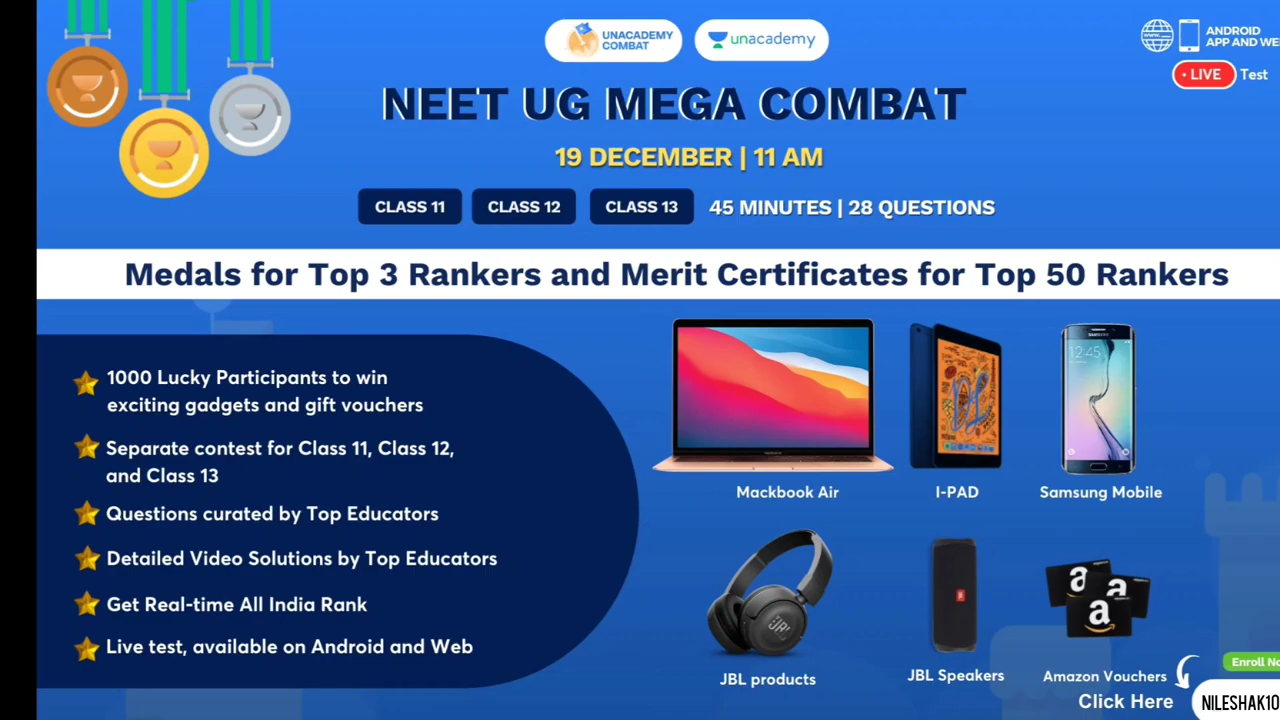 UNACADEMY
COMBAT
unacademy
ANDROID
APP AND WE
• LIVE Test
NEET UG MEGA COMBAT
19 DECEMBER | 11 AM
CLASS 11 CLASS 12 CLASS 13 45 MINUTES | 28 QUESTIONS
Medals for Top 3 Rankers and Merit Certificates for Top 50 Rankers
1000 Lucky Participants to win
exciting gadgets and gift vouchers
Separate contest for Class 11, Class 12,
and Class 13
Questions curated by Top Educators
Detailed Video Solutions by Top Educators
Get Real-time All India Rank
Live test, available on Android and Web
Mackbook Air
I-PAD
Samsung Mobile
SAMSUNG
12:45
JBL
JBL products
JBL Speakers
Amazon Vouchers
Enroll No
Click Here
NILESHAK10